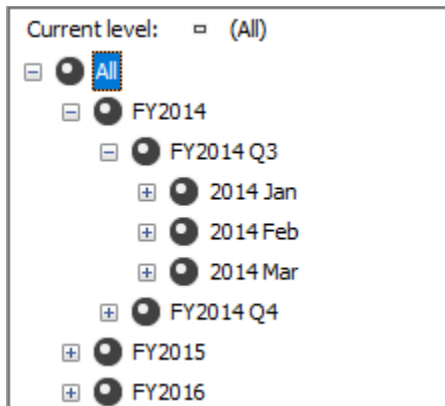 Current level: (All)
All
FY2014
FY2014 Q3
2014 Jan
2014 Feb
2014 Mar
FY2014 Q4
FY2015
FY2016